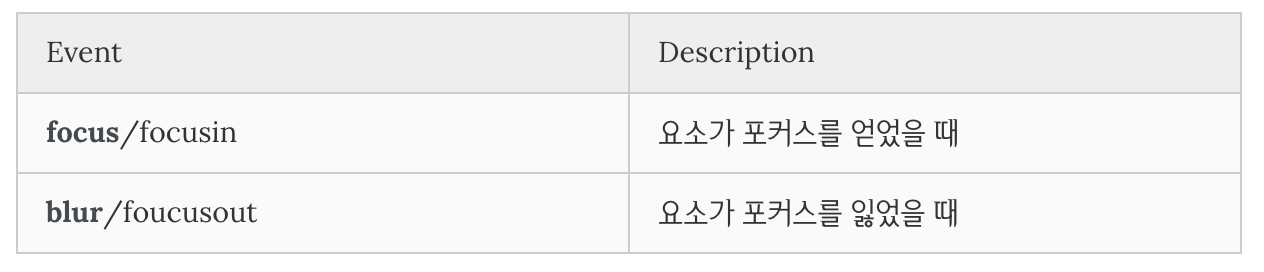 Event
Description
focus/focusin
요소가 포커스를 얻었을 때
blur/foucusout
요소가 포커스를 잃었을 때